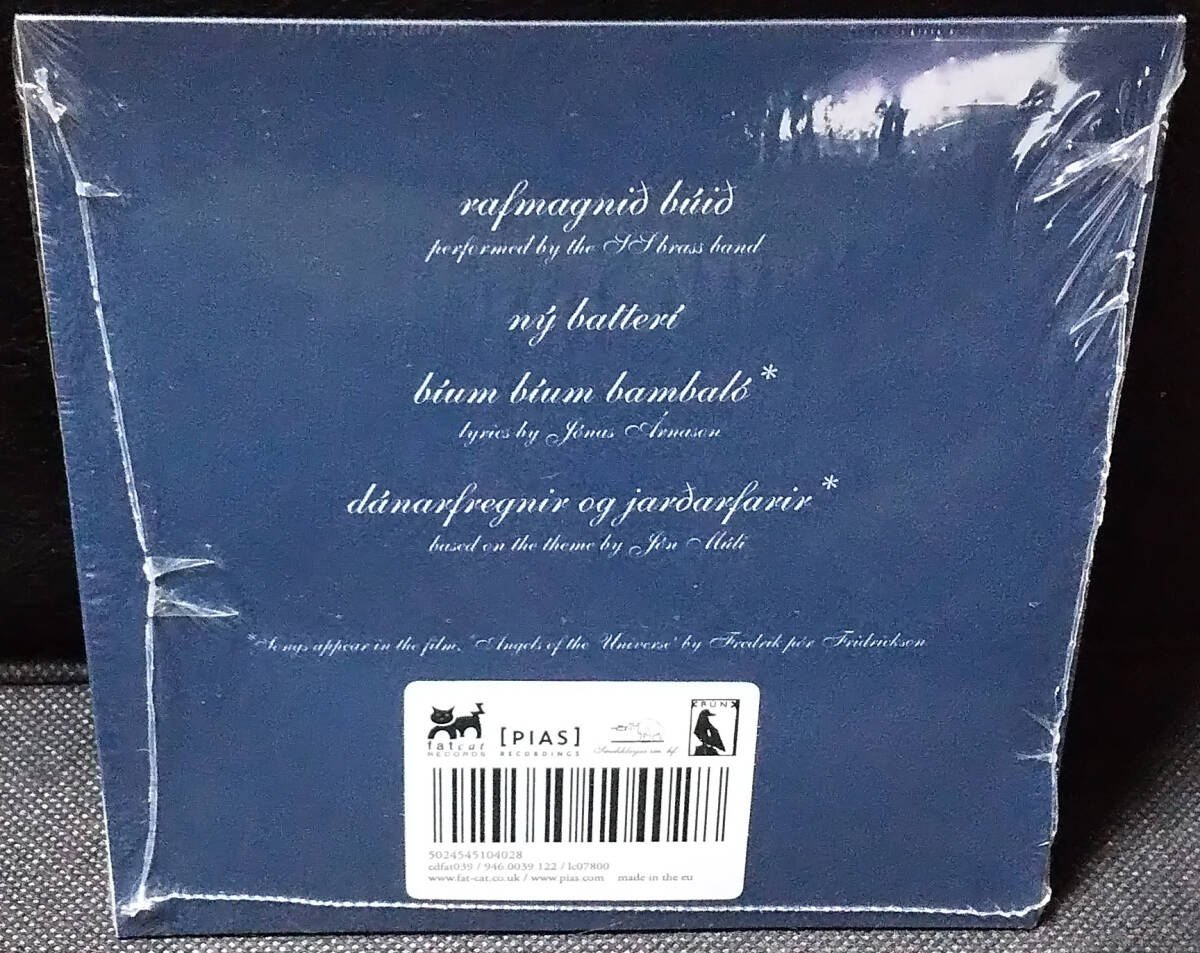 rafmagnið búið
performed by the SS brass band
ný batterí
bíum bíum bambaló *
lyrics by Jónas Árnason
dánarfregnir og jarðarfarir *
based on the theme by Jón Múli
*Songs appear in the film, 'Angels of the Universe' by Fredrik þór Fridrickson
fatcat
RECORDS
[PIAS]
RECORDINGS
KRÚNK
5024545104028
cdfat039 / 946.0039.122 / lc07800
www.fat-cat.co.uk / www.pias.com made in the eu